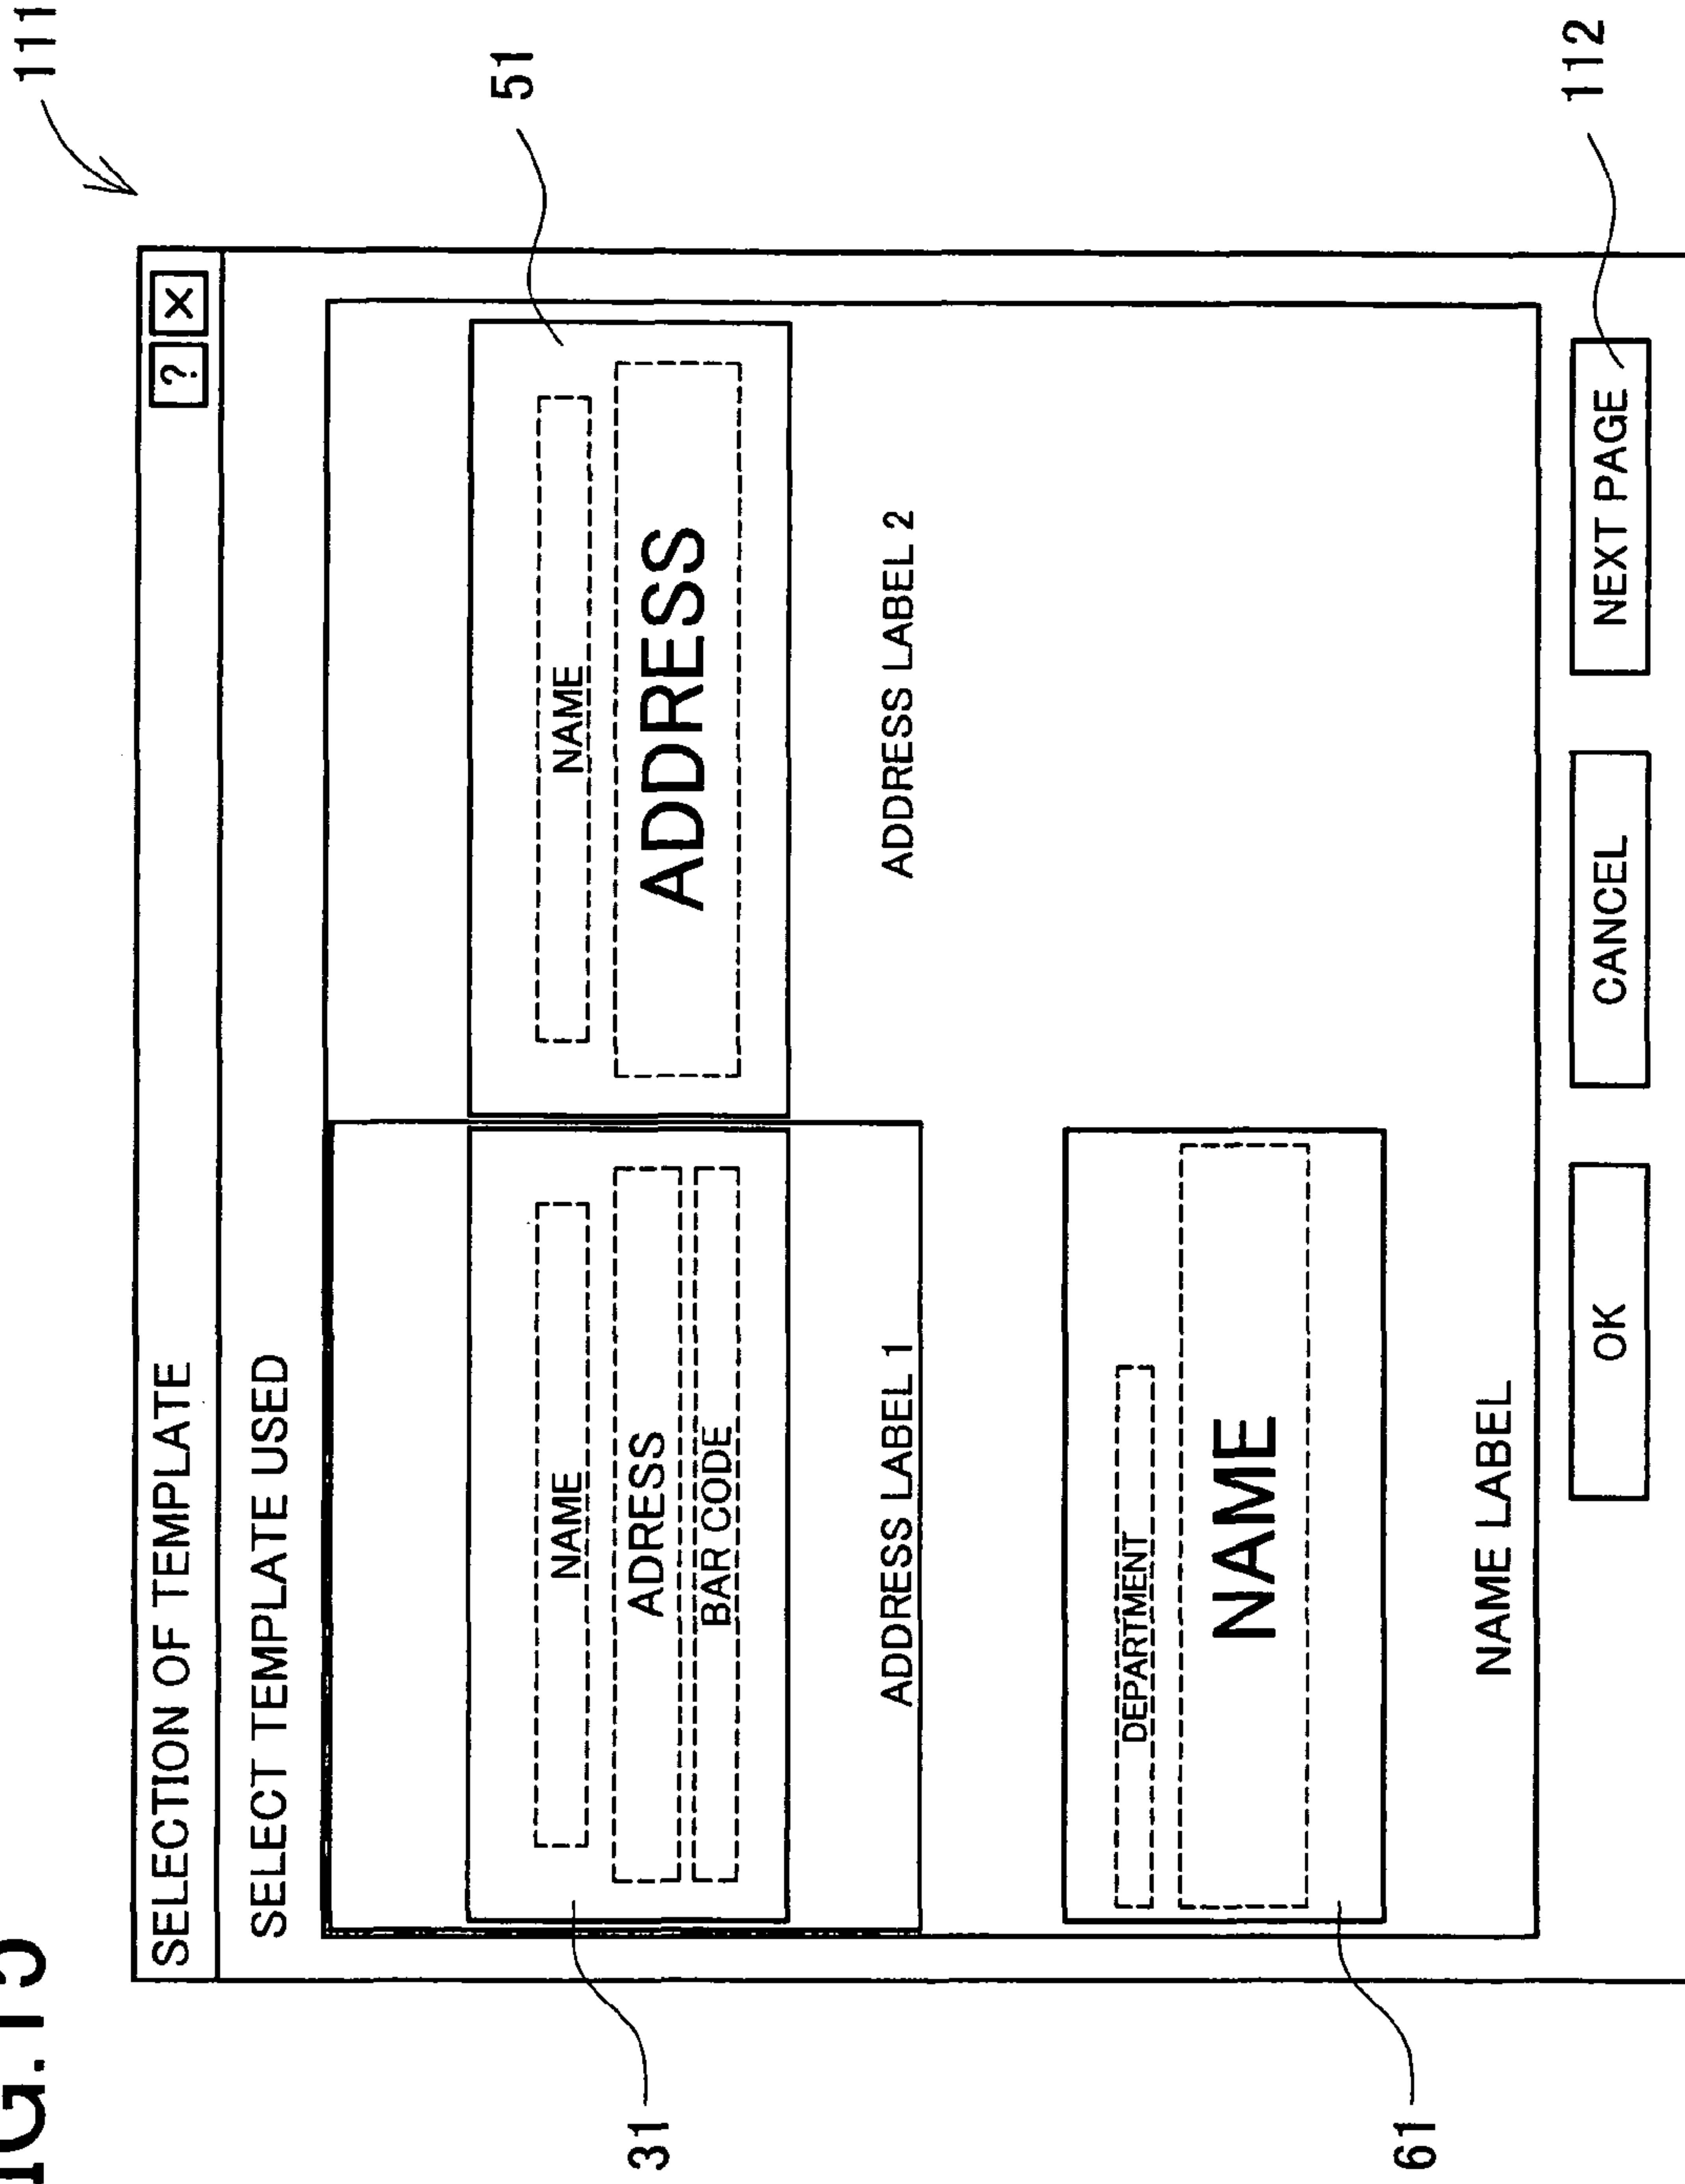 IG.15
111
SELECTION OF TEMPLATE
? X
SELECT TEMPLATE USED
51
NAME
ADRESS
BAR CODE
ADDRESS LABEL 1
31
NAME
ADDRESS
ADDRESS LABEL 2
DEPARTMENT
NAME
NAME LABEL
61
OK
CANCEL
NEXT PAGE
112